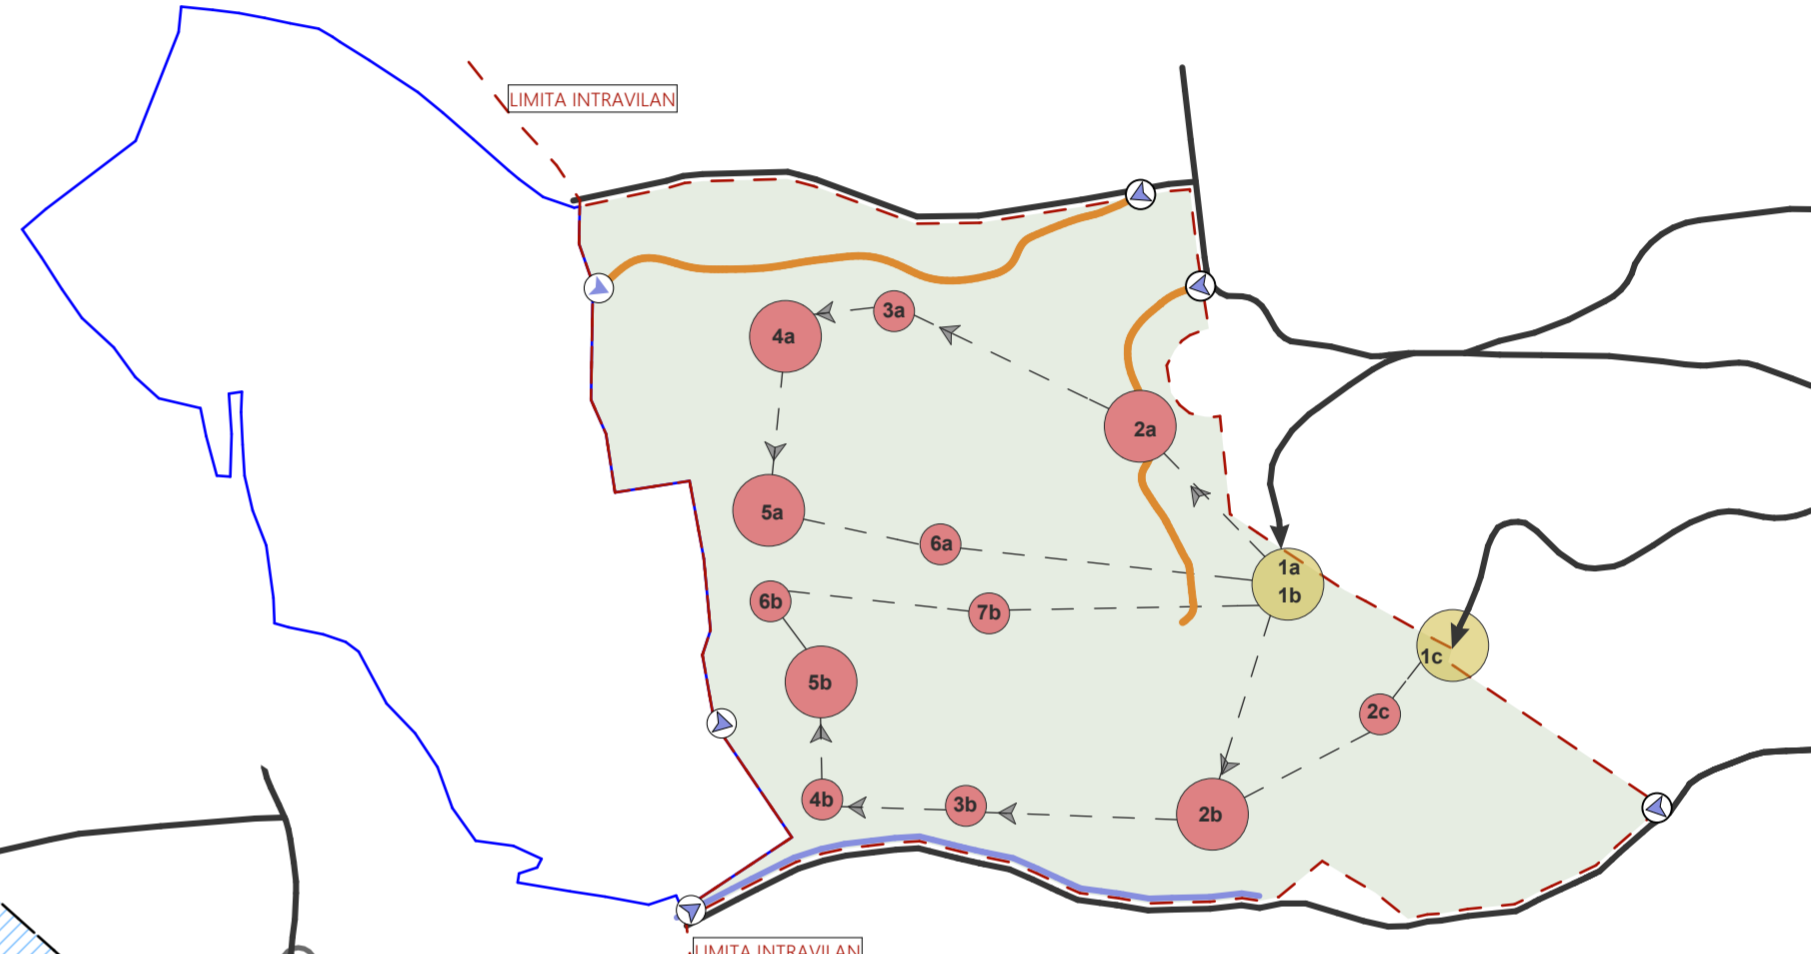 LIMITA INTRAVILAN
3a
4a
2a
5a
6a
1a
1b
6b
7b
1c
5b
2c
4b
3b
2b
LIMITA INTRAVILAN